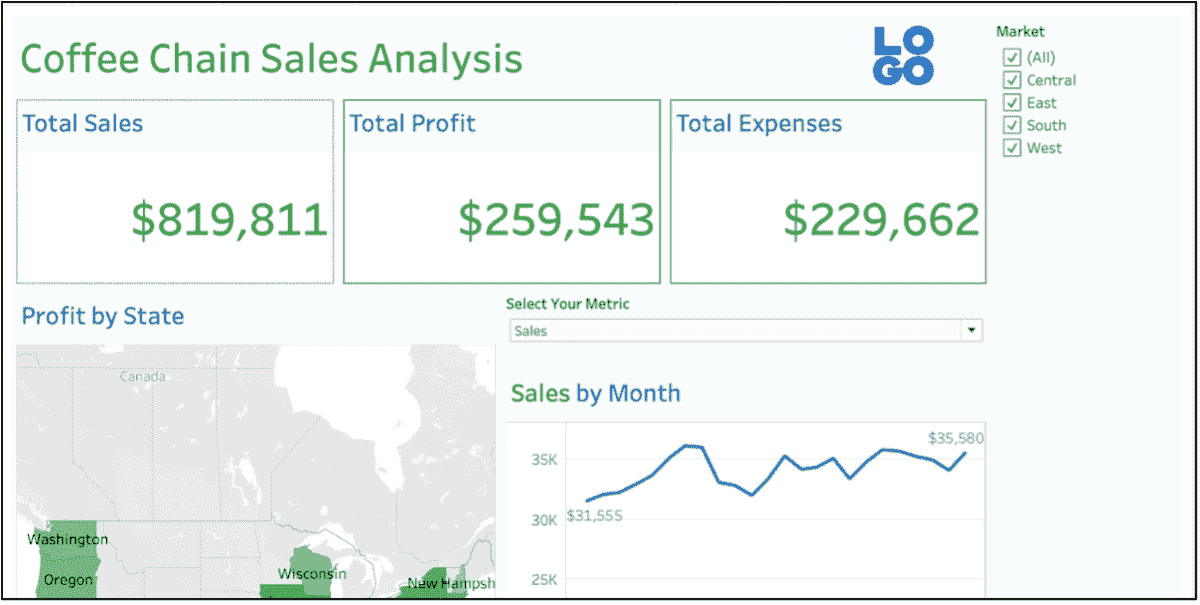 Coffee Chain Sales Analysis
LO
GO
Market
(All)
Central
East
South
West
Total Sales
$819,811
Total Profit
$259,543
Total Expenses
$229,662
Profit by State
Canada
Washington
Oregon
Wisconsin
New Hampsh
Select Your Metric
Sales
Sales by Month
35K
30K
25K
$31,555
$35,580